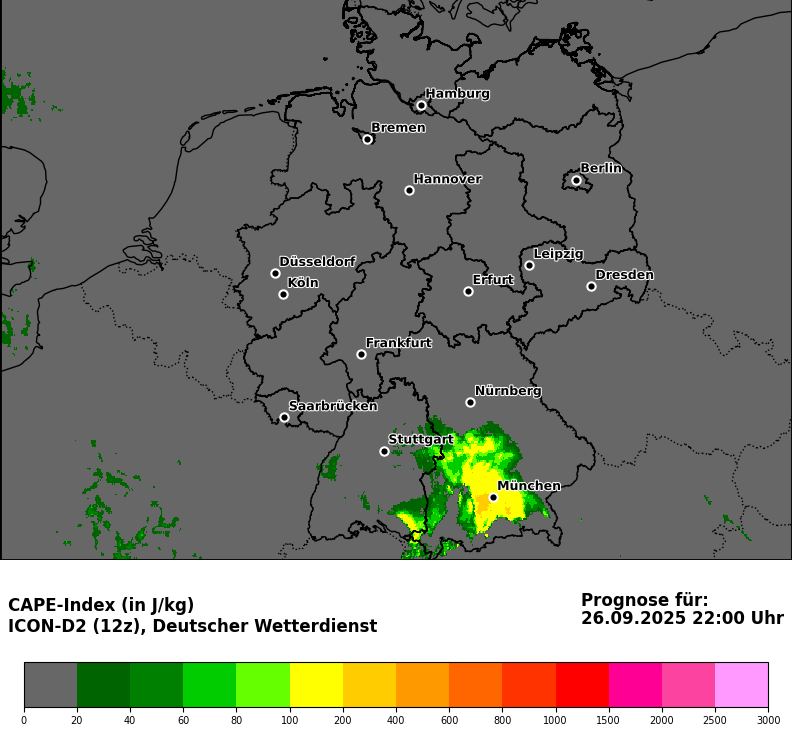 Hamburg
Bremen
Berlin
Hannover
Leipzig
Düsseldorf
Dresden
Köln
Erfurt
Frankfurt
Nürnberg
Saarbrücken
Stuttgart
München
CAPE-Index (in J/kg)
ICON-D2 (12z), Deutscher Wetterdienst
Prognose für:
26.09.2025 22:00 Uhr
0 20 40 60 80 100 200 400 600 800 1000 1500 2000 2500 3000